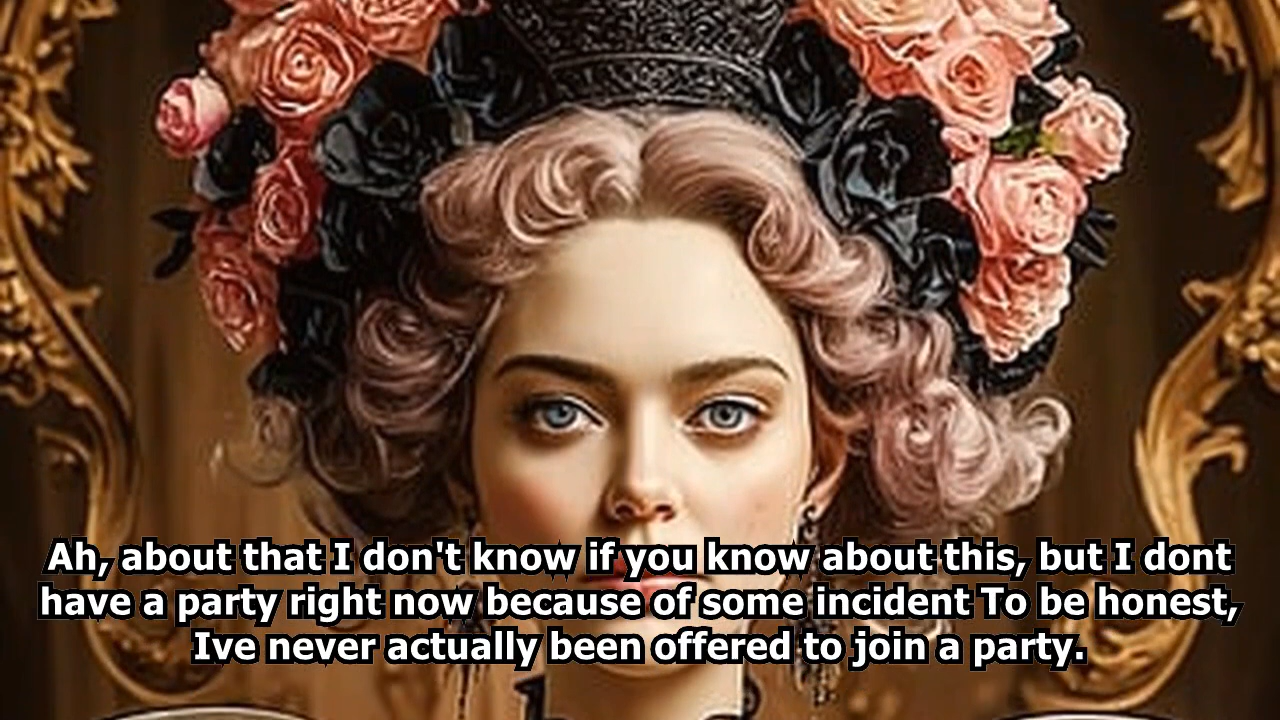 Ah, about that I don't know if you know about this, but I dont
have a party right now because of some incident To be honest,
Ive never actually been offered to join a party.